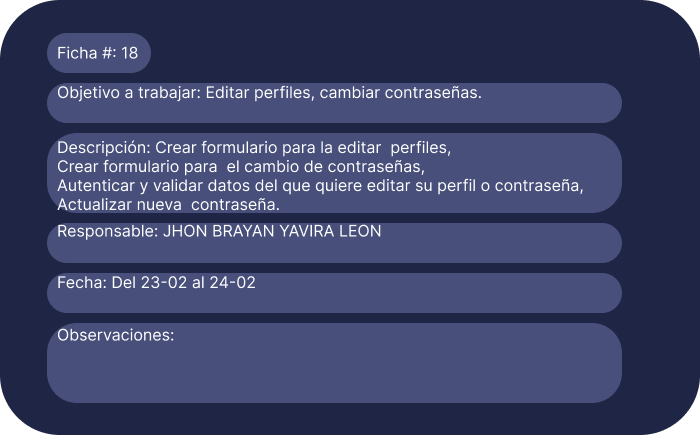 Ficha #: 18
Objetivo a trabajar: Editar perfiles, cambiar contraseñas.
Descripción: Crear formulario para la editar  perfiles,
Crear formulario para  el cambio de contraseñas,
Autenticar y validar datos del que quiere editar su perfil o contraseña,
Actualizar nueva  contraseña.
Responsable: JHON BRAYAN YAVIRA LEON
Fecha: Del 23-02 al 24-02
Observaciones: